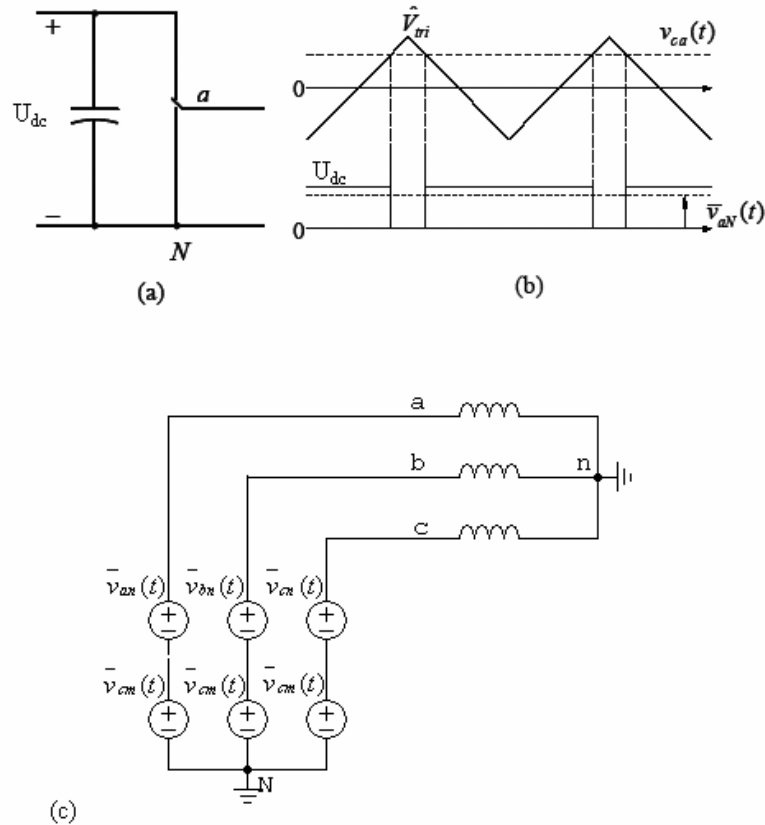 +
U_dc
a
−
N
(a)
V̂_tri
v_ca(t)
0
U_dc
v̅_aN(t)
0
(b)
a
b
n
c
v̅_an(t) v̅_bn(t) v̅_cn(t)
+ + +
− − −
v̅_cm(t) v̅_cm(t) v̅_cm(t)
+ + +
− − −
N
(c)